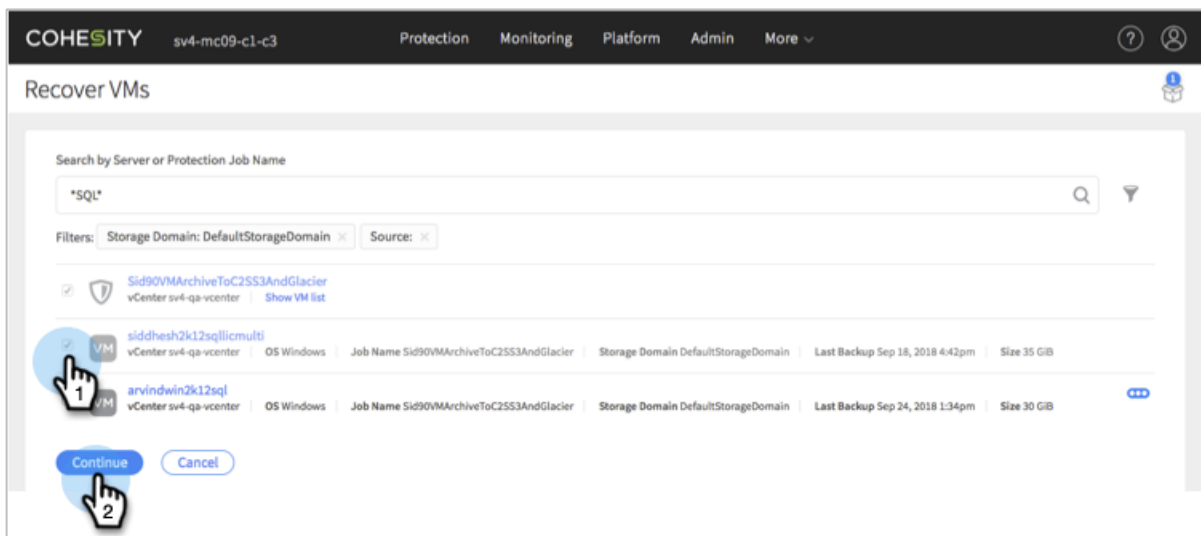 COHESITY sv4-mc09-c1-c3 Protection Monitoring Platform Admin More ?
Recover VMs 1
Search by Server or Protection Job Name
*SQL*
Filters: Storage Domain: DefaultStorageDomain × Source: ×
Sid90VMArchiveToC2SS3AndGlacier
vCenter sv4-qa-vcenter Show VM list
siddhesh2k12sqllicmulti
VM vCenter sv4-qa-vcenter OS Windows Job Name Sid90VMArchiveToC2SS3AndGlacier Storage Domain DefaultStorageDomain Last Backup Sep 18, 2018 4:42pm Size 35 GiB
1
arvindwin2k12sql
VM vCenter sv4-qa-vcenter OS Windows Job Name Sid90VMArchiveToC2SS3AndGlacier Storage Domain DefaultStorageDomain Last Backup Sep 24, 2018 1:34pm Size 30 GiB
Continue Cancel
2